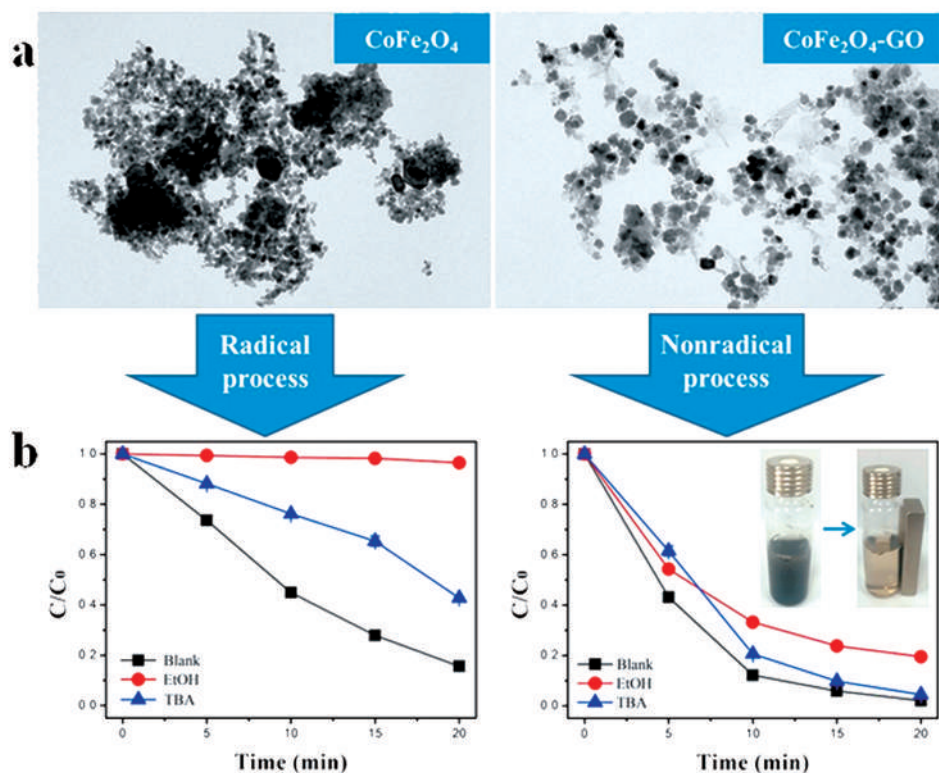 a
CoFe₂O₄
CoFe₂O₄-GO
Radical
process
Nonradical
process
b
1.0
0.8
0.6
0.4
0.2
0.0
C/C₀
Blank
EtOH
TBA
0 5 10 15 20
Time (min)
1.0
0.8
0.6
0.4
0.2
0.0
C/C₀
Blank
EtOH
TBA
0 5 10 15 20
Time (min)